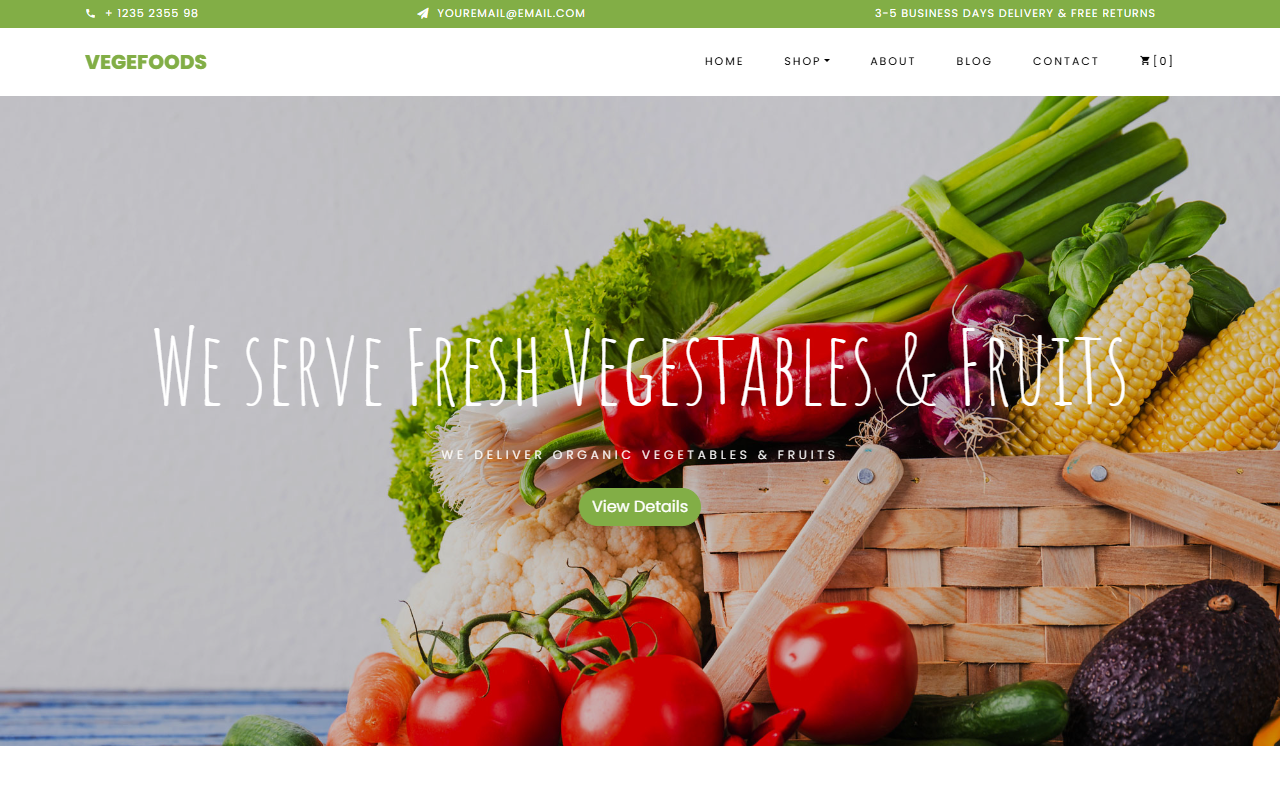 + 1235 2355 98
YOUREMAIL@EMAIL.COM
3-5 BUSINESS DAYS DELIVERY & FREE RETURNS
VEGEFOODS
HOME
SHOP
ABOUT
BLOG
CONTACT
[0]
We serve Fresh Vegestables & Fruits
WE DELIVER ORGANIC VEGETABLES & FRUITS
View Details